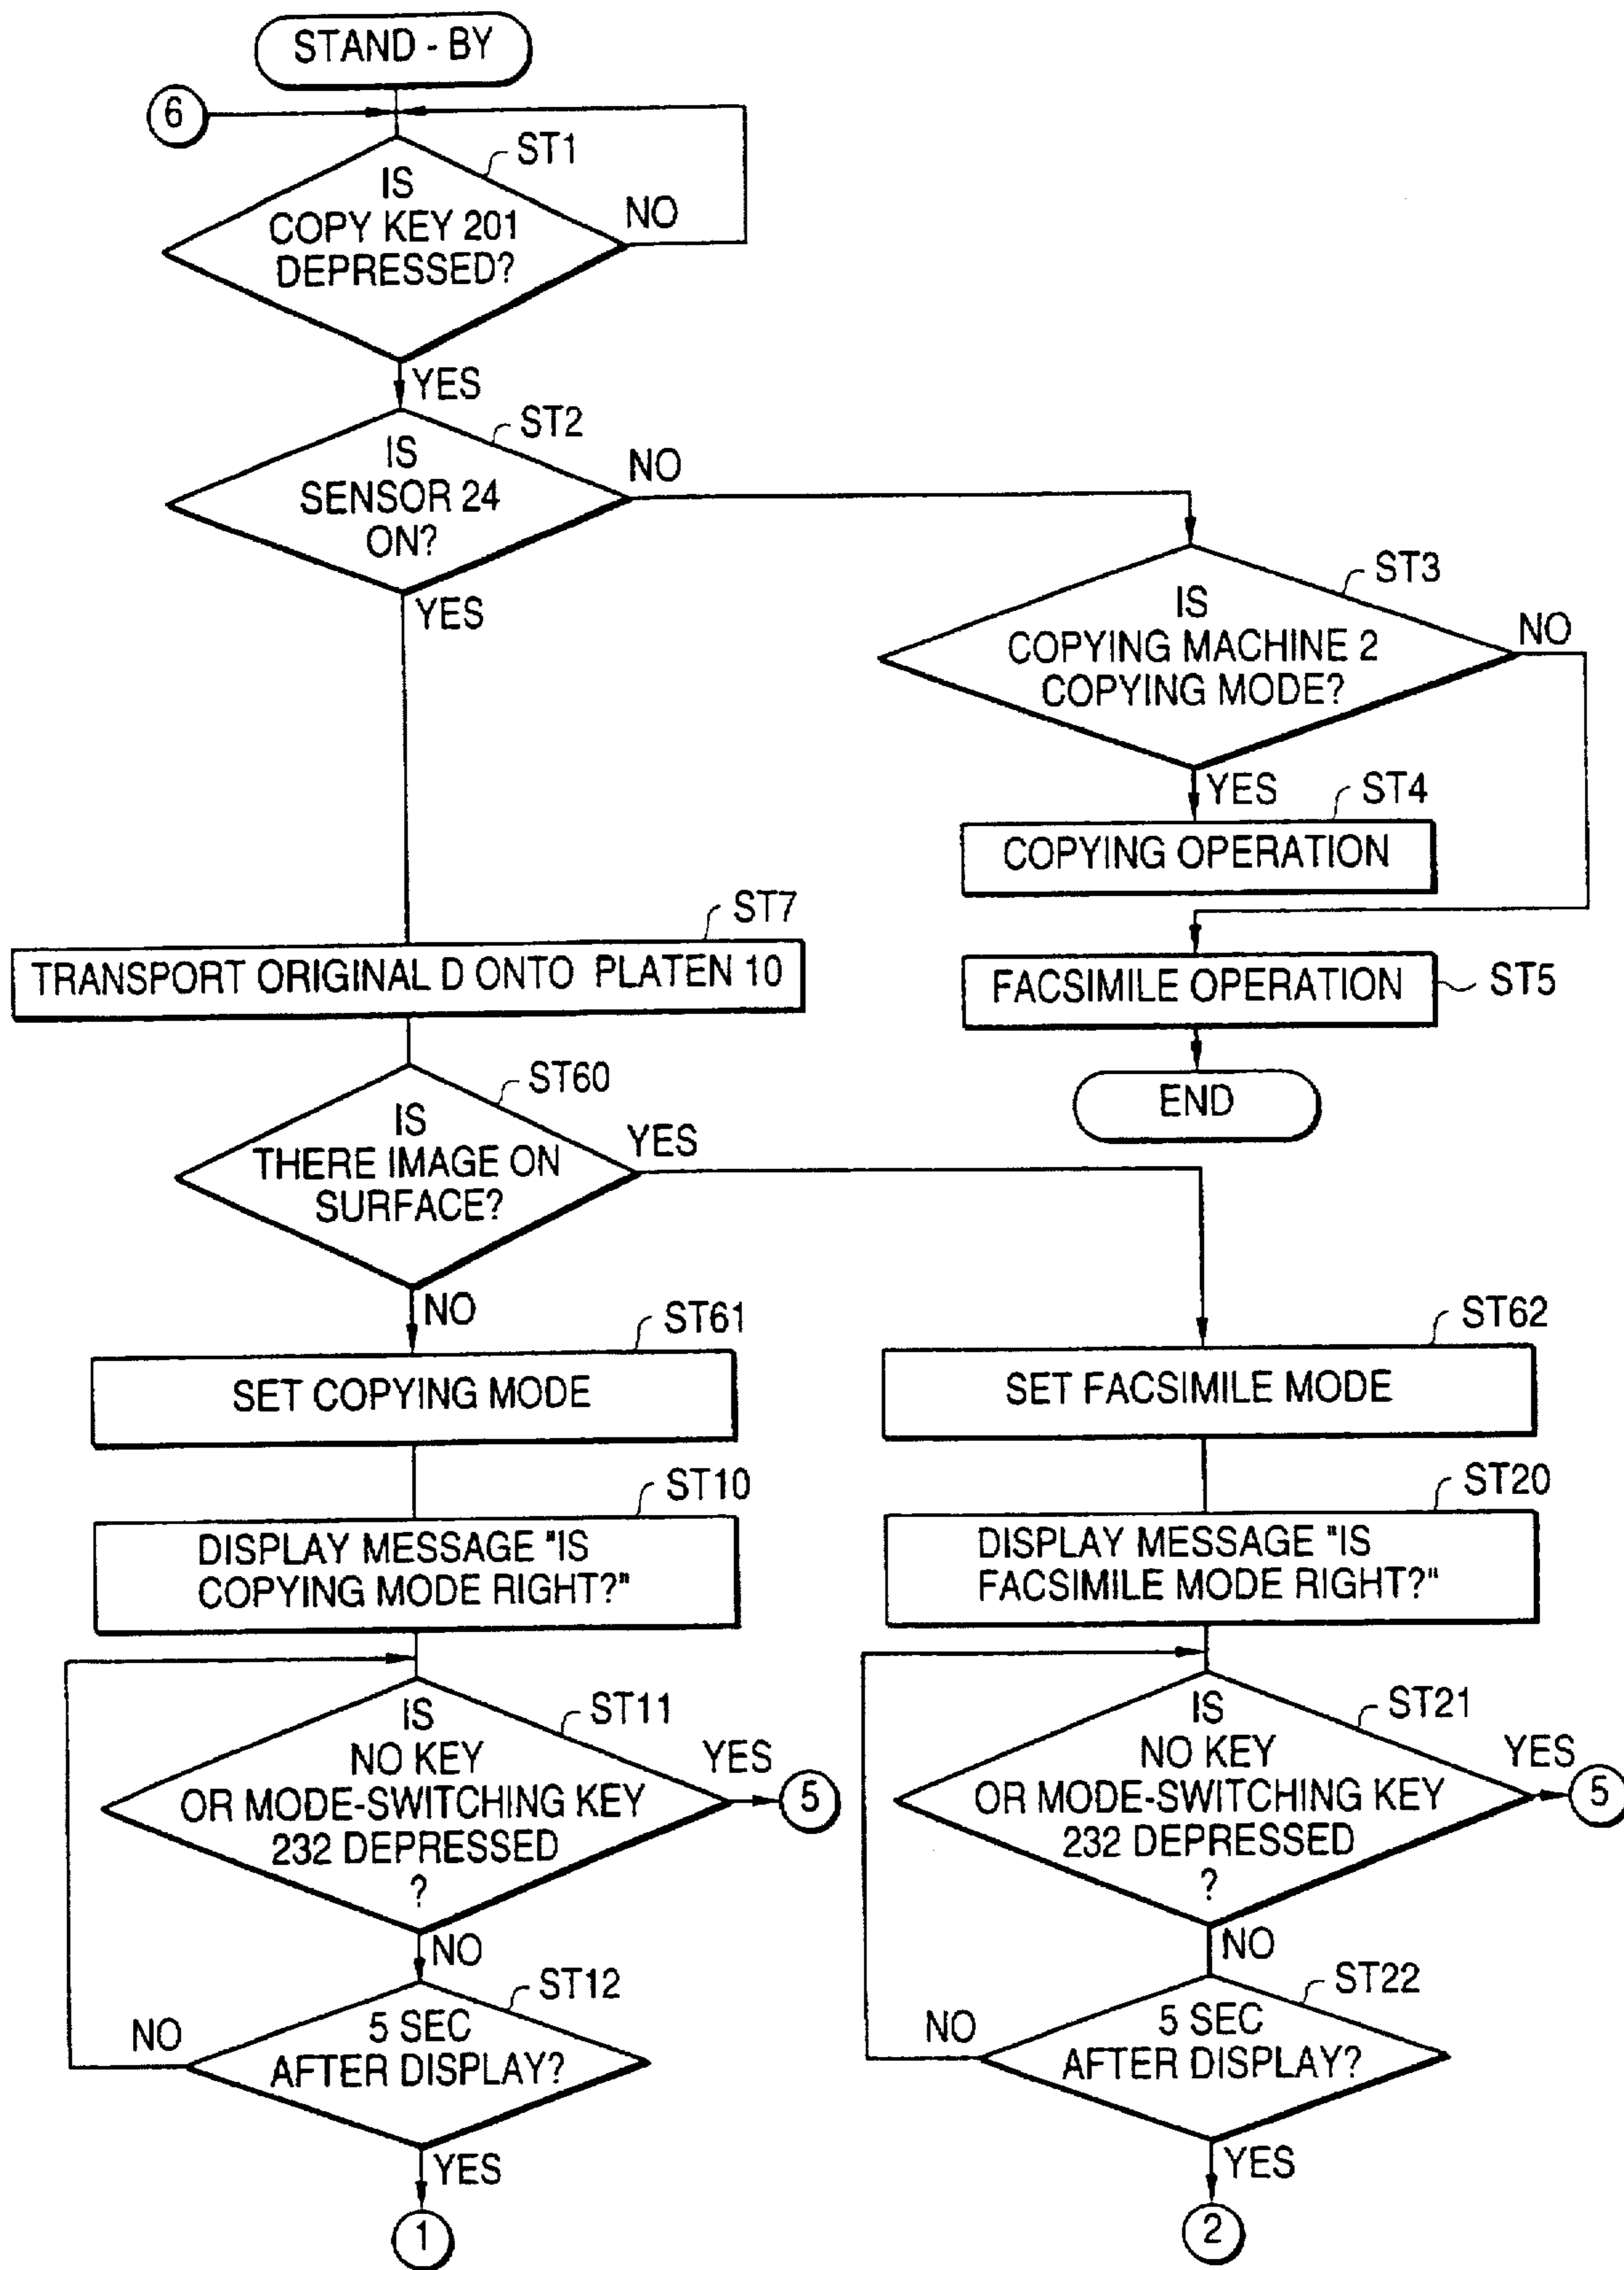 STAND - BY
6
ST1
IS
COPY KEY 201
DEPRESSED?
NO
YES
ST2
IS
SENSOR 24
ON?
NO
YES
ST3
IS
COPYING MACHINE 2
COPYING MODE?
NO
YES
ST4
COPYING OPERATION
ST7
TRANSPORT ORIGINAL D ONTO PLATEN 10
FACSIMILE OPERATION
ST5
END
ST60
IS
THERE IMAGE ON
SURFACE?
YES
NO
ST61
SET COPYING MODE
ST62
SET FACSIMILE MODE
ST10
DISPLAY MESSAGE "IS
COPYING MODE RIGHT?"
ST20
DISPLAY MESSAGE "IS
FACSIMILE MODE RIGHT?"
ST11
IS
NO KEY
OR MODE-SWITCHING KEY
232 DEPRESSED
?
YES
5
NO
ST21
IS
NO KEY
OR MODE-SWITCHING KEY
232 DEPRESSED
?
YES
5
NO
ST12
5 SEC
AFTER DISPLAY?
NO
YES
1
ST22
5 SEC
AFTER DISPLAY?
NO
YES
2